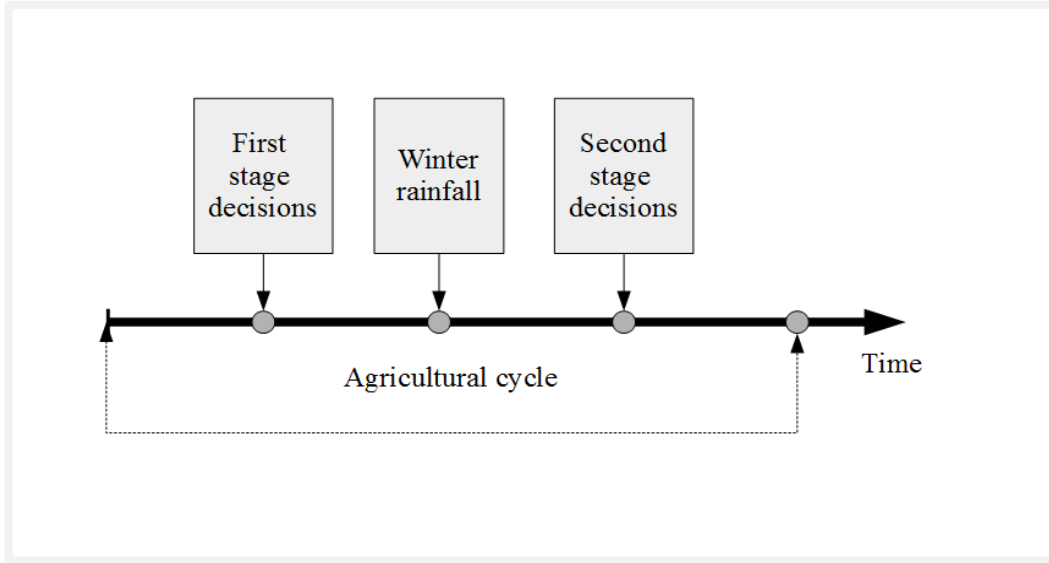 First
stage
decisions
Winter
rainfall
Second
stage
decisions
Time
Agricultural cycle